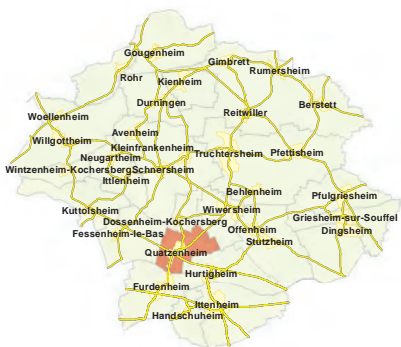 Gougenheim
Gimbrett
Rumersheim
Rohr
Kienheim
Durningen
Berstett
Woellenheim
Reitwiller
Avenheim
Willgottheim
Kleinfrankenheim
Truchtersheim
Pfettisheim
Neugartheim
Wintzenheim-Kochersberg
Schnersheim
Ittlenheim
Behlenheim
Pfulgriesheim
Kuttolsheim
Wiwersheim
Dossenheim-Kochersberg
Griesheim-sur-Souffel
Fessenheim-le-Bas
Offenheim
Dingsheim
Stutzheim
Quatzenheim
Hurtigheim
Furdenheim
Ittenheim
Handschuheim